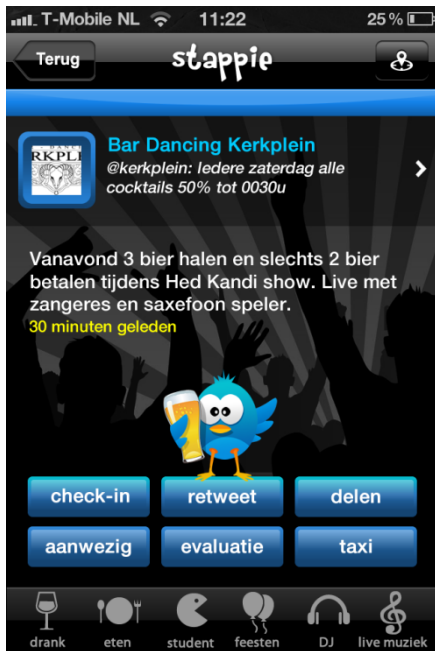 T-Mobile NL 11:22 25 %
Terug stappie
RKPL
Bar Dancing Kerkplein
@kerkplein: Iedere zaterdag alle
cocktails 50% tot 0030u
Vanavond 3 bier halen en slechts 2 bier
betalen tijdens Hed Kandi show. Live met
zangeres en saxefoon speler.
30 minuten geleden
check-in retweet delen
aanwezig evaluatie taxi
drank eten student feesten DJ live muziek